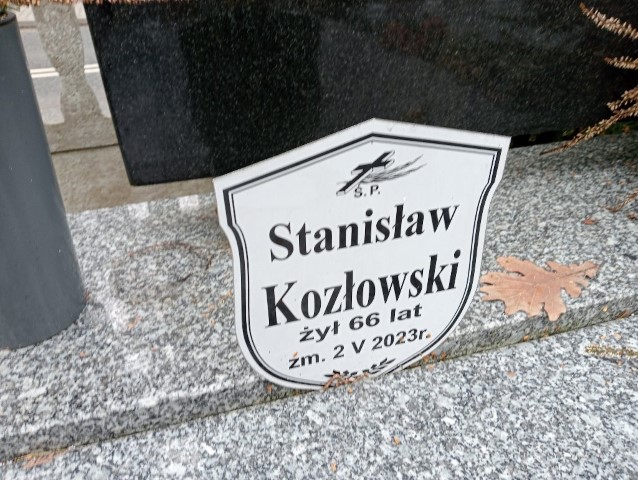 Ś. P.
Stanisław
Kozłowski
żył 66 lat
zm. 2 V 2023r.